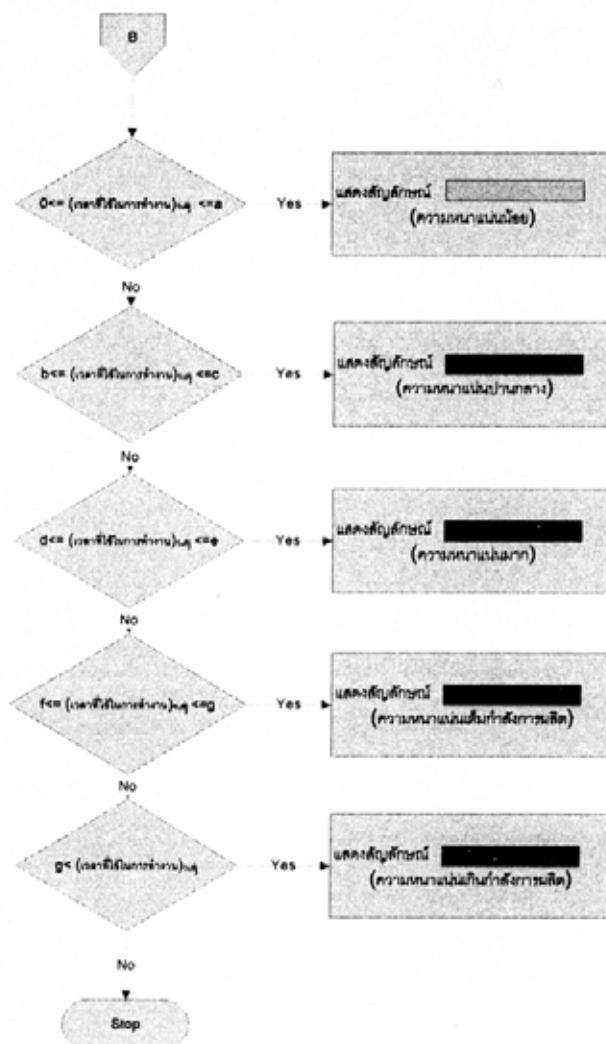 B
0<= (เวลาที่ใช้ในการทำงาน) <=a
Yes
แสดงสัญลักษณ์
(ความหนาแน่นน้อย)
No
b<= (เวลาที่ใช้ในการทำงาน) <=c
Yes
แสดงสัญลักษณ์
(ความหนาแน่นปานกลาง)
No
d<= (เวลาที่ใช้ในการทำงาน) <=e
Yes
แสดงสัญลักษณ์
(ความหนาแน่นมาก)
No
f<= (เวลาที่ใช้ในการทำงาน) <=g
Yes
แสดงสัญลักษณ์
(ความหนาแน่นเต็มกำลังการผลิต)
No
g< (เวลาที่ใช้ในการทำงาน)
Yes
แสดงสัญลักษณ์
(ความหนาแน่นเกินกำลังการผลิต)
No
Stop